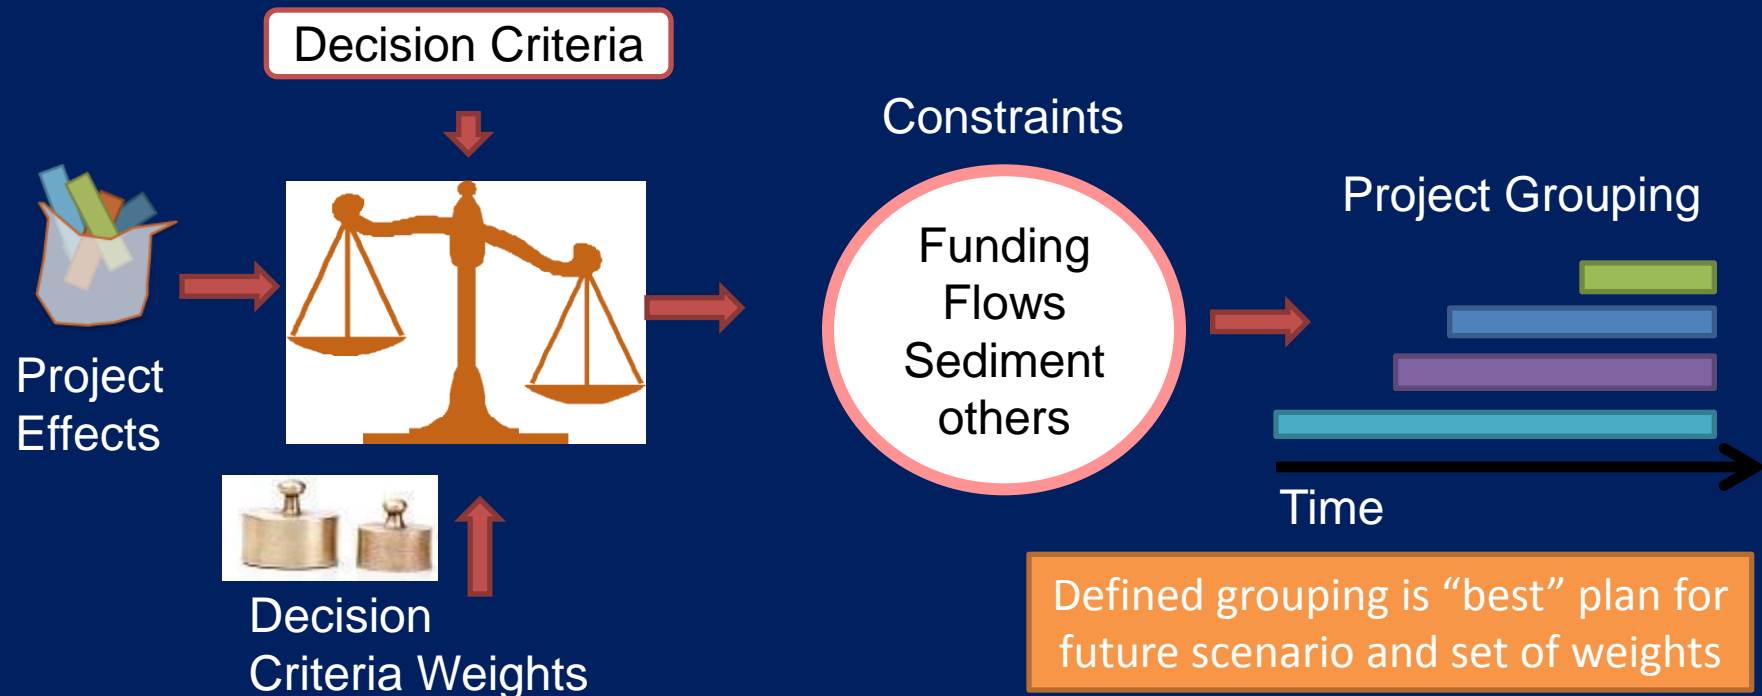 Decision Criteria
Project
Effects
Decision
Criteria Weights
Constraints
Funding
Flows
Sediment
others
Project Grouping
Time
Defined grouping is “best” plan for
future scenario and set of weights